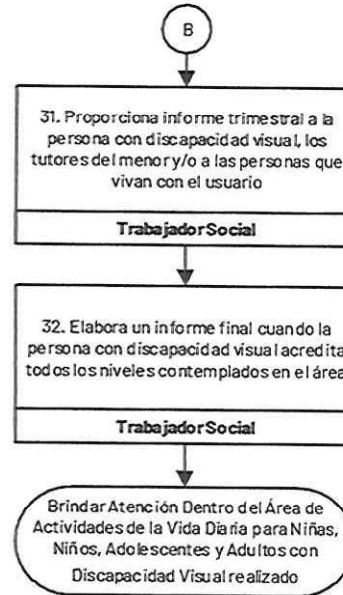 B
31. Proporciona informe trimestral a la
persona con discapacidad visual, los
tutores del menor y/o a las personas que
vivan con el usuario
Trabajador Social
32. Elabora un informe final cuando la
persona con discapacidad visual acredita
todos los niveles contemplados en el área
Trabajador Social
Brindar Atención Dentro del Área de
Actividades de la Vida Diaria para Niñas,
Niños, Adolescentes y Adultos con
Discapacidad Visual realizado